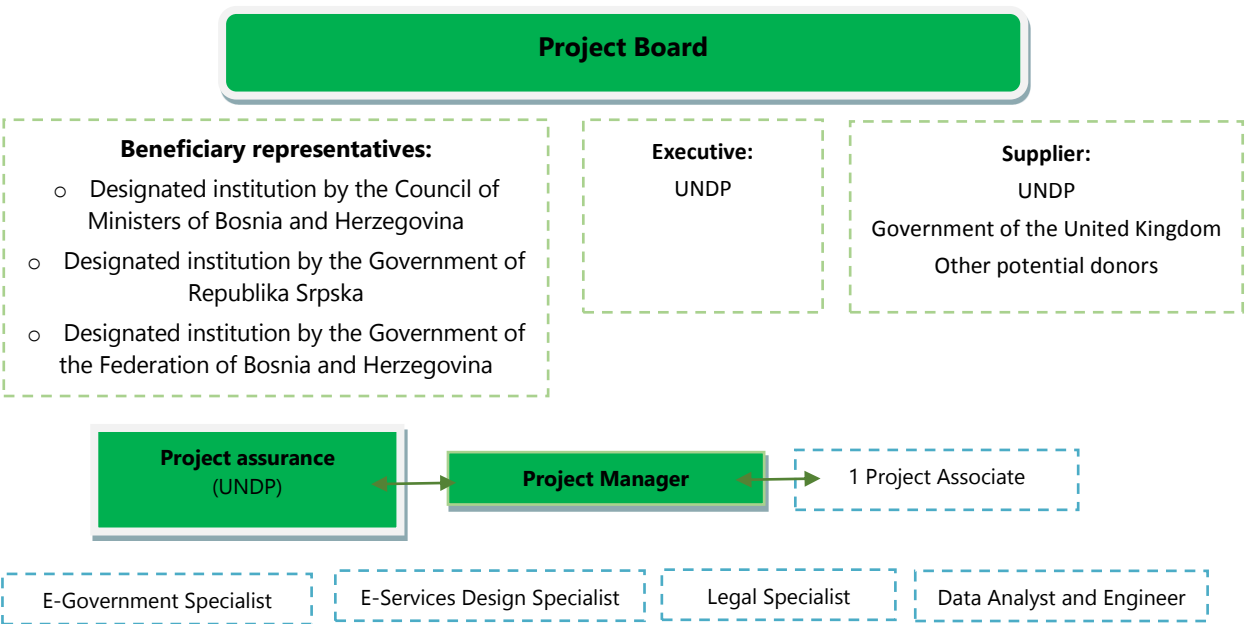 Project Board
Beneficiary representatives:
o Designated institution by the Council of
Ministers of Bosnia and Herzegovina
o Designated institution by the Government of
Republika Srpska
o Designated institution by the Government of
the Federation of Bosnia and Herzegovina
Executive:
UNDP
Supplier:
UNDP
Government of the United Kingdom
Other potential donors
Project assurance
(UNDP)
Project Manager
1 Project Associate
E-Government Specialist
E-Services Design Specialist
Legal Specialist
Data Analyst and Engineer